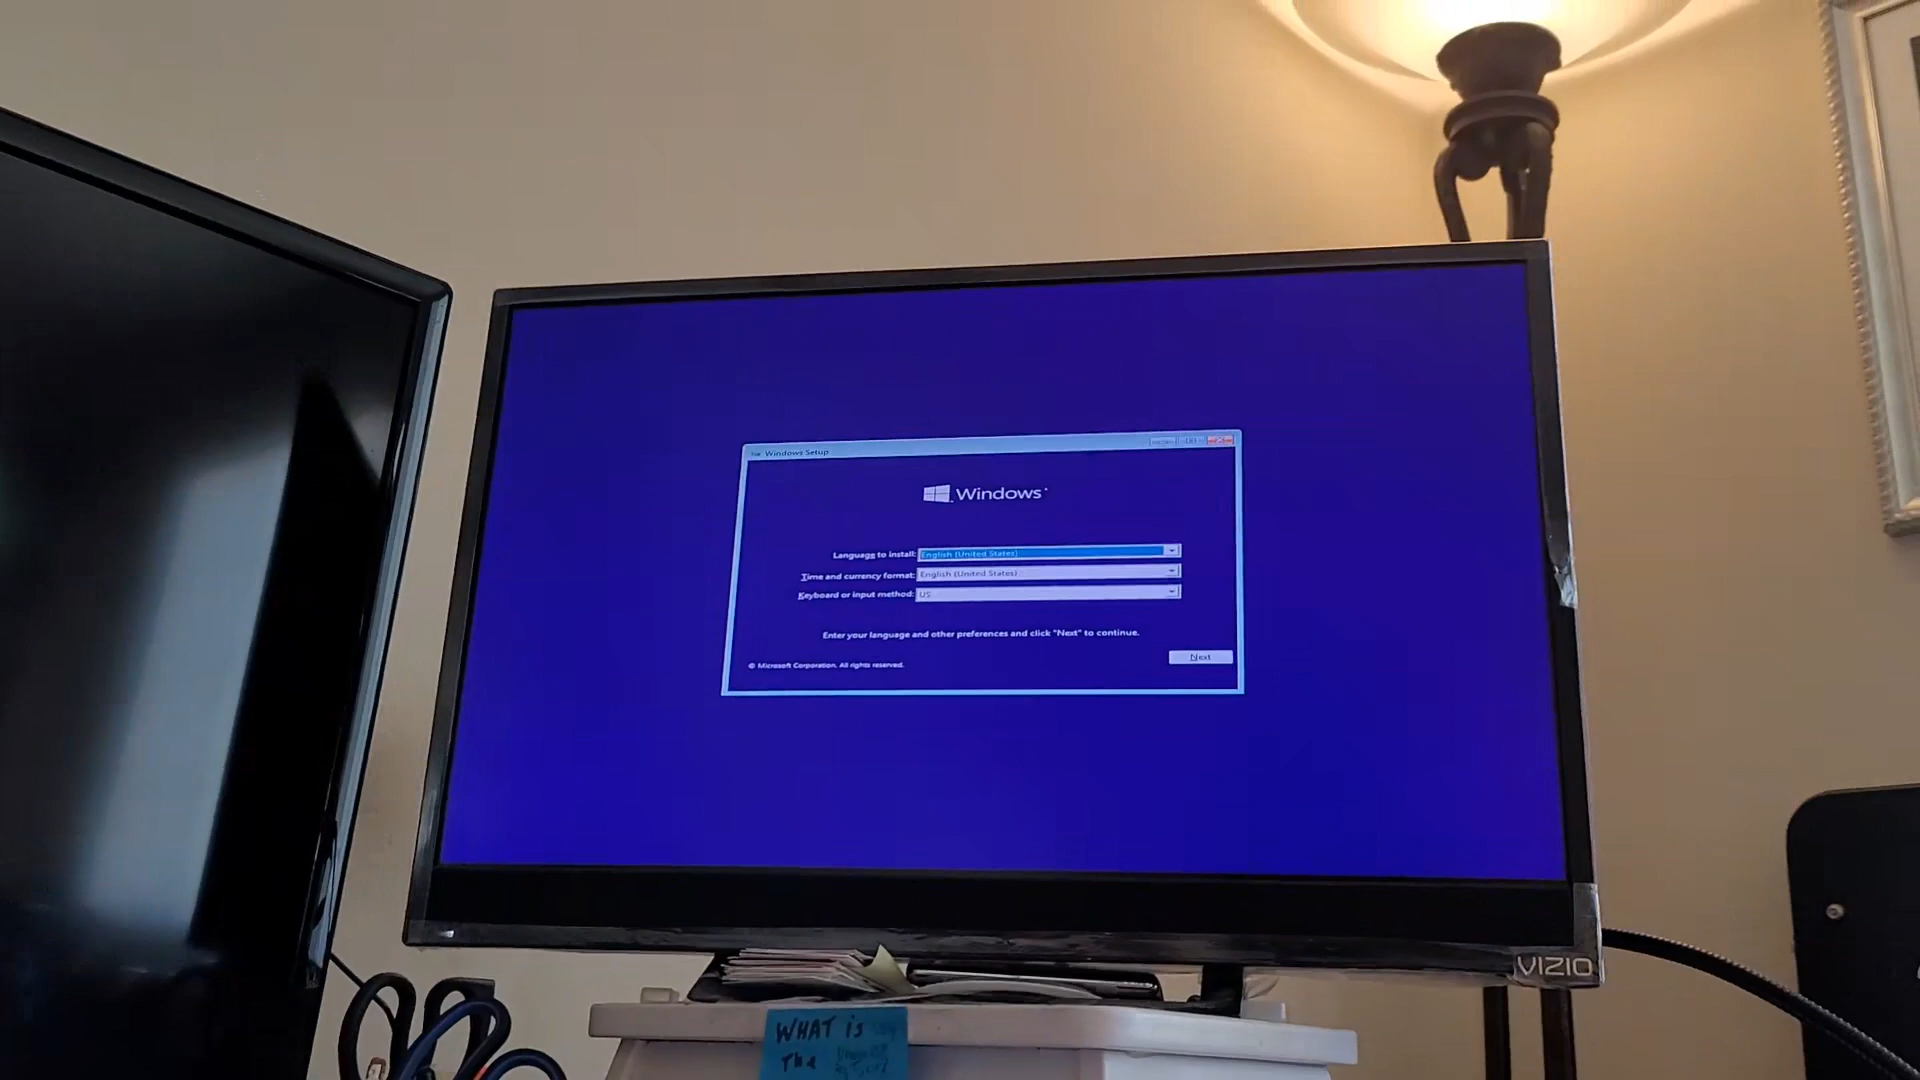 Windows Setup
Windows
Language to install: English (United States)
Time and currency format: English (United States)
Keyboard or input method: US
Enter your language and other preferences and click "Next" to continue.
© Microsoft Corporation. All rights reserved.
Next
VIZIO
WHAT is
The